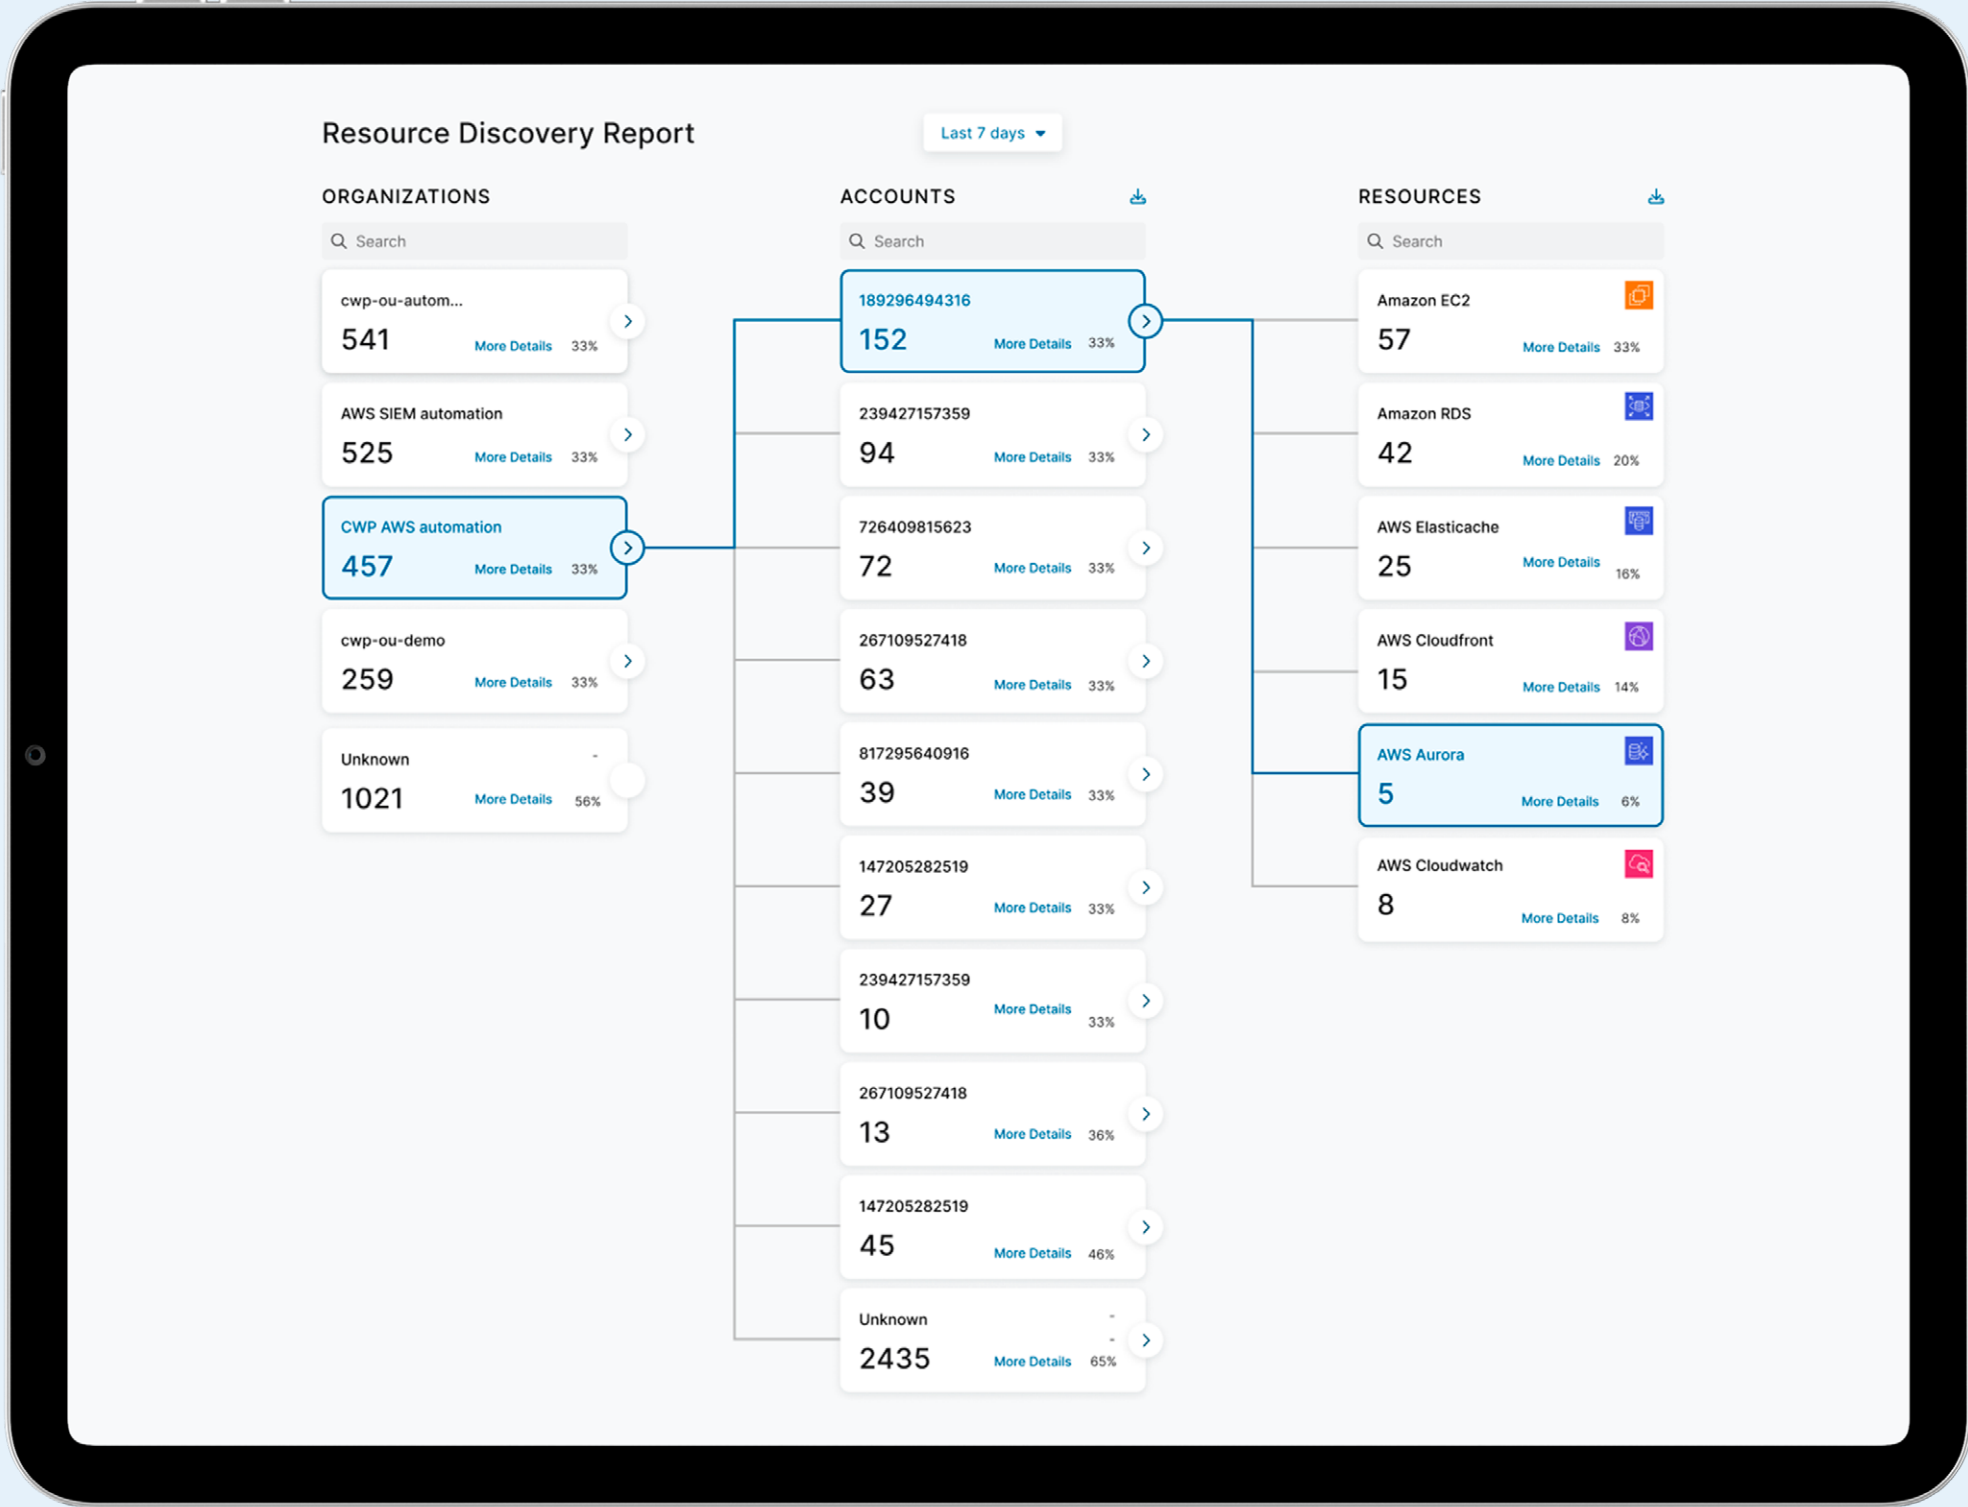 Resource Discovery Report
Last 7 days
ORGANIZATIONS
Search
cwp-ou-autom...
541 More Details 33%
AWS SIEM automation
525 More Details 33%
CWP AWS automation
457 More Details 33%
cwp-ou-demo
259 More Details 33%
Unknown -
1021 More Details 56%
ACCOUNTS
Search
189296494316
152 More Details 33%
239427157359
94 More Details 33%
726409815623
72 More Details 33%
267109527418
63 More Details 33%
817295640916
39 More Details 33%
147205282519
27 More Details 33%
239427157359
10 More Details 33%
267109527418
13 More Details 36%
147205282519
45 More Details 46%
Unknown -
-
2435 More Details 65%
RESOURCES
Search
Amazon EC2
57 More Details 33%
Amazon RDS
42 More Details 20%
AWS Elasticache
25 More Details 16%
AWS Cloudfront
15 More Details 14%
AWS Aurora
5 More Details 6%
AWS Cloudwatch
8 More Details 8%